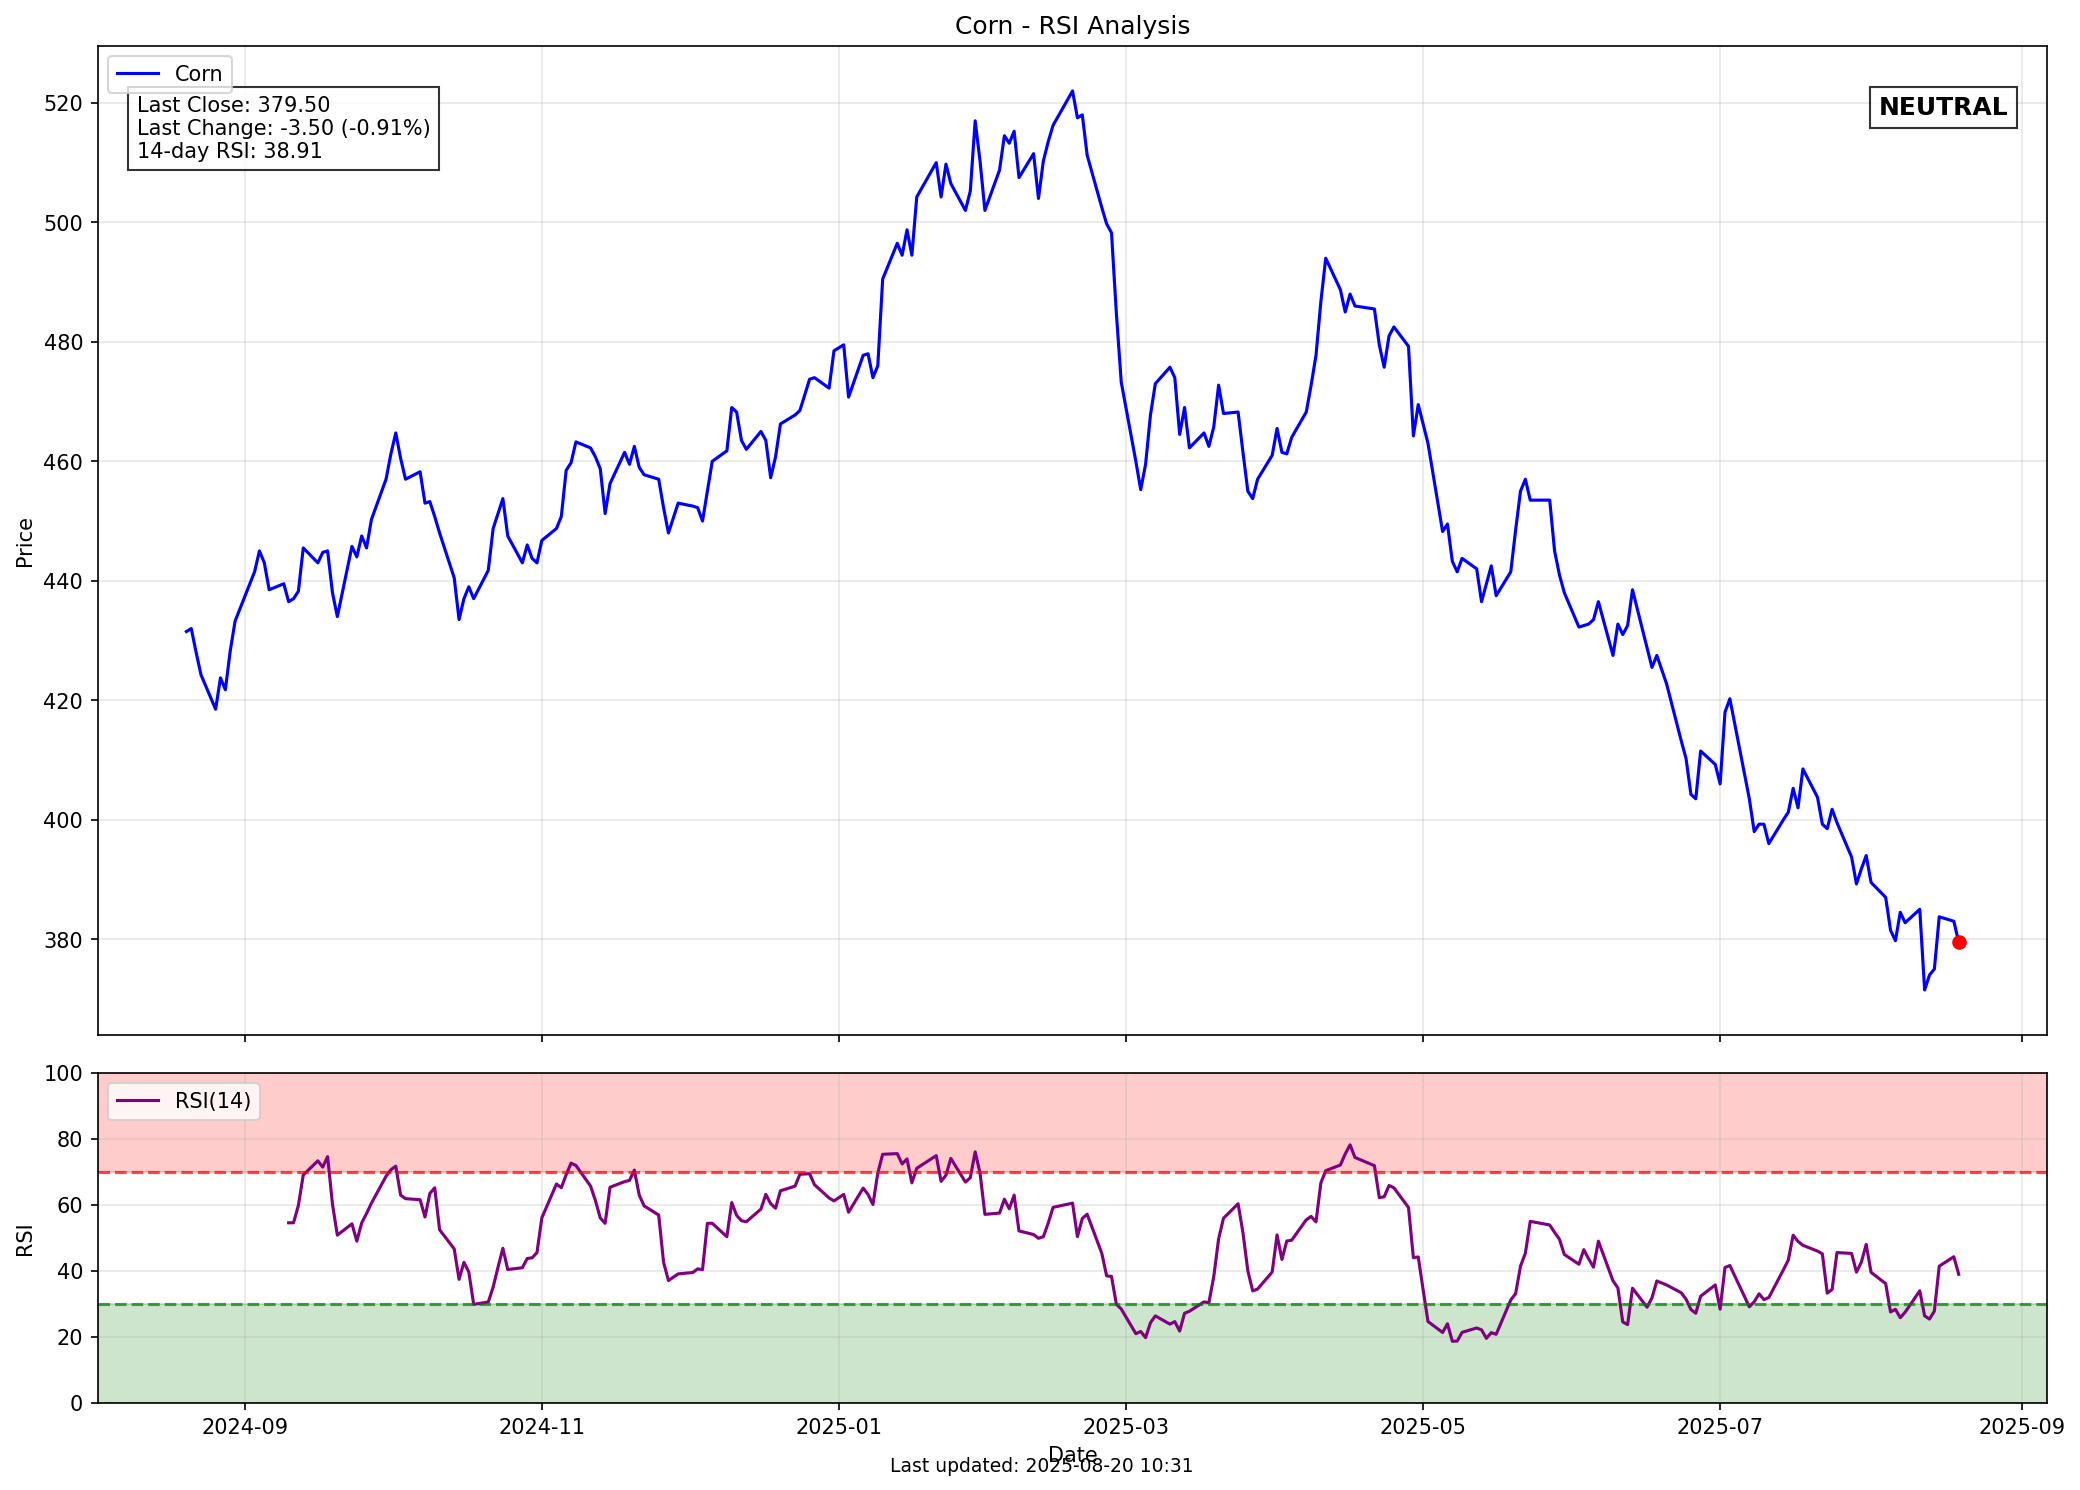 Corn - RSI Analysis
Corn
Last Close: 379.50
Last Change: -3.50 (-0.91%)
14-day RSI: 38.91
NEUTRAL
Price
520
500
480
460
440
420
400
380
RSI(14)
RSI
100
80
60
40
20
0
2024-09 2024-11 2025-01 2025-03 2025-05 2025-07 2025-09
Date
Last updated: 2025-08-20 10:31